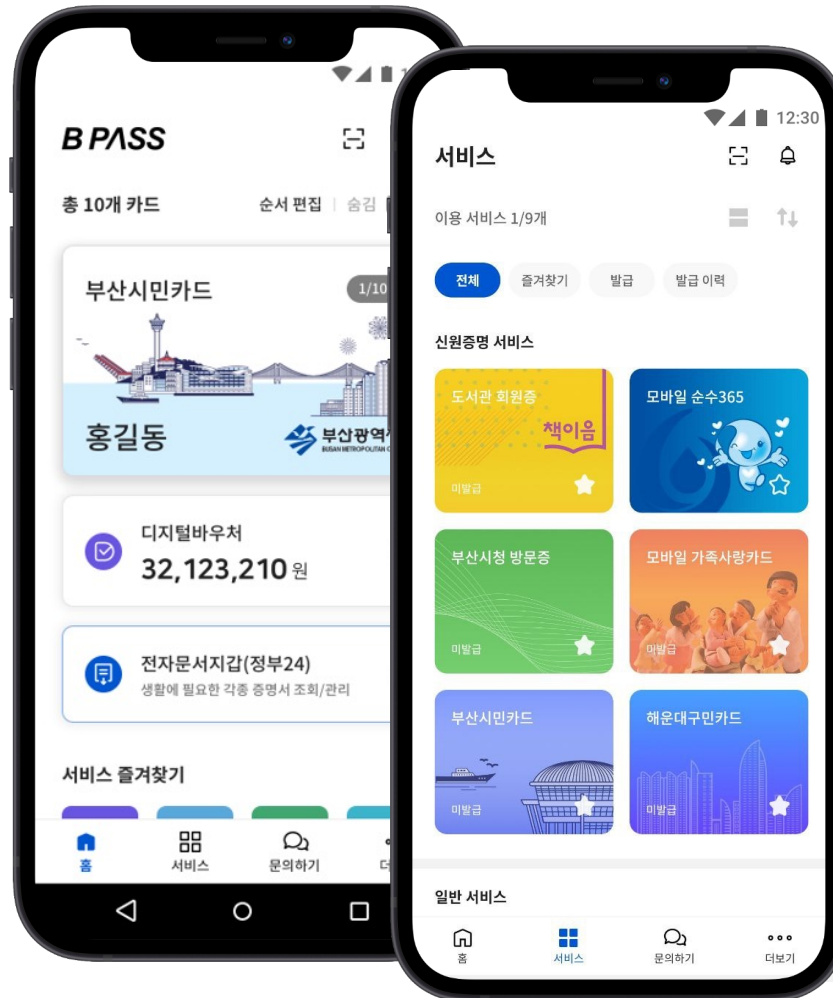 B PASS
총 10개 카드
순서 편집
숨김
부산시민카드
1/10
홍길동
부산광역
BUSAN METROPOLITAN
디지털바우처
32,123,210 원
전자문서지갑(정부24)
생활에 필요한 각종 증명서 조회/관리
서비스 즐겨찾기
홈
서비스
문의하기
12:30
서비스
이용 서비스 1/9개
전체
즐겨찾기
발급
발급 이력
신원증명 서비스
도서관 회원증
책이음
미발급
모바일 순수365
부산시청 방문증
미발급
모바일 가족사랑카드
미발급
부산시민카드
미발급
해운대구민카드
미발급
일반 서비스
홈
서비스
문의하기
더보기